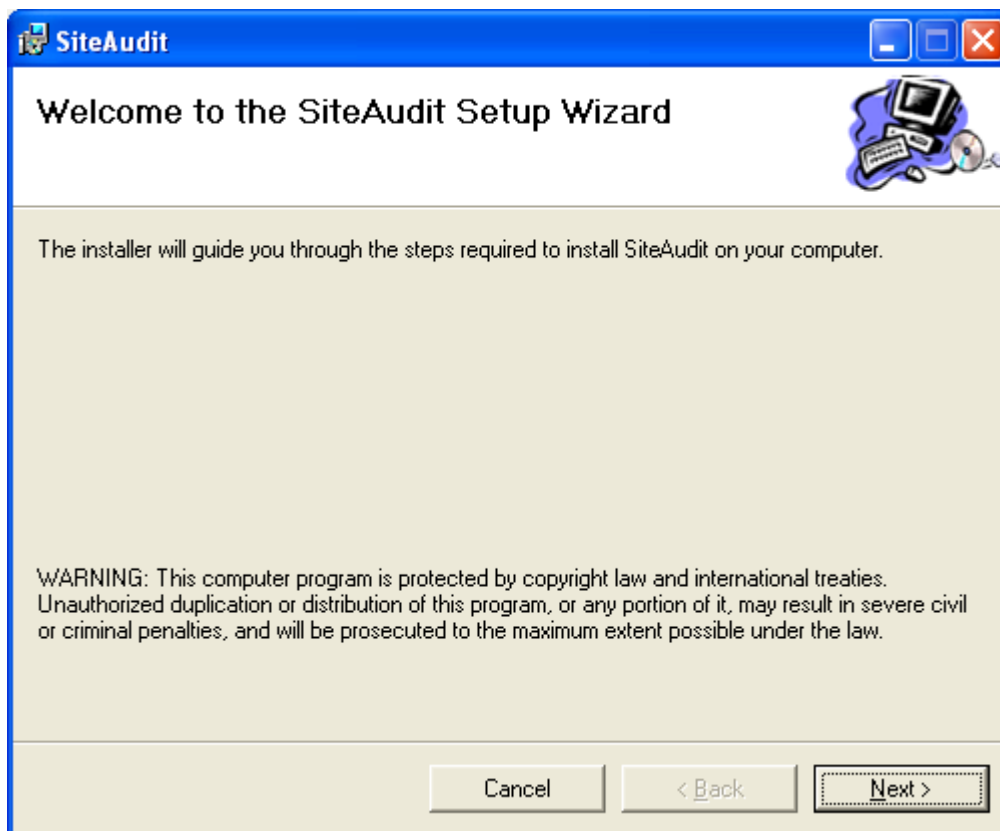 SiteAudit
Welcome to the SiteAudit Setup Wizard
The installer will guide you through the steps required to install SiteAudit on your computer.
WARNING: This computer program is protected by copyright law and international treaties.
Unauthorized duplication or distribution of this program, or any portion of it, may result in severe civil
or criminal penalties, and will be prosecuted to the maximum extent possible under the law.
Cancel
< Back
Next >